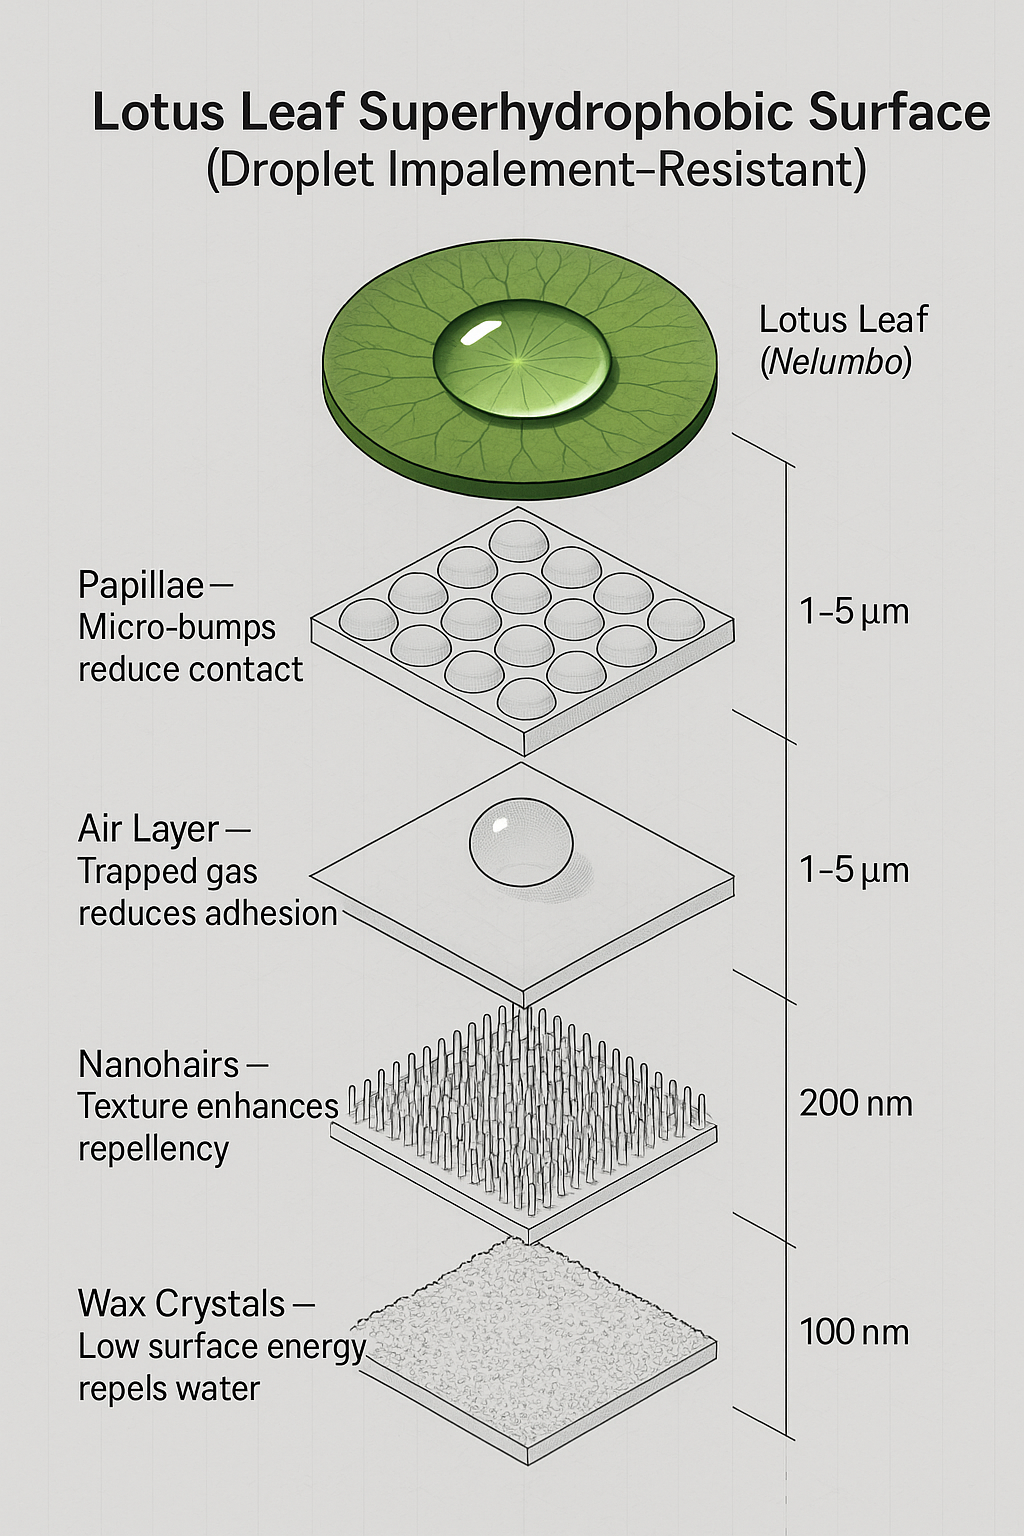 Lotus Leaf Superhydrophobic Surface
(Droplet Impalement–Resistant)
Lotus Leaf
(Nelumbo)
Papillae —
Micro-bumps
reduce contact
1–5 µm
Air Layer —
Trapped gas
reduces adhesion
1–5 µm
Nanohairs —
Texture enhances
repellency
200 nm
Wax Crystals —
Low surface energy
repels water
100 nm